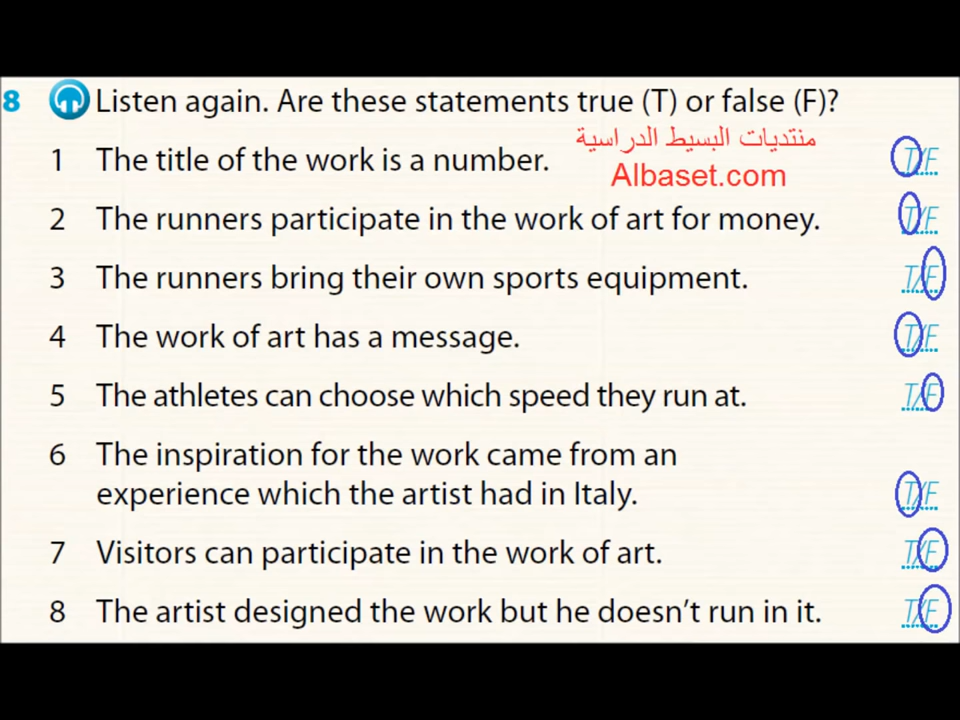 8 Listen again. Are these statements true (T) or false (F)?
منتديات البسيط الدراسية
1 The title of the work is a number. T/F
Albaset.com
2 The runners participate in the work of art for money. T/F
3 The runners bring their own sports equipment. T/F
4 The work of art has a message. T/F
5 The athletes can choose which speed they run at. T/F
6 The inspiration for the work came from an
experience which the artist had in Italy. T/F
7 Visitors can participate in the work of art. T/F
8 The artist designed the work but he doesn't run in it. T/F